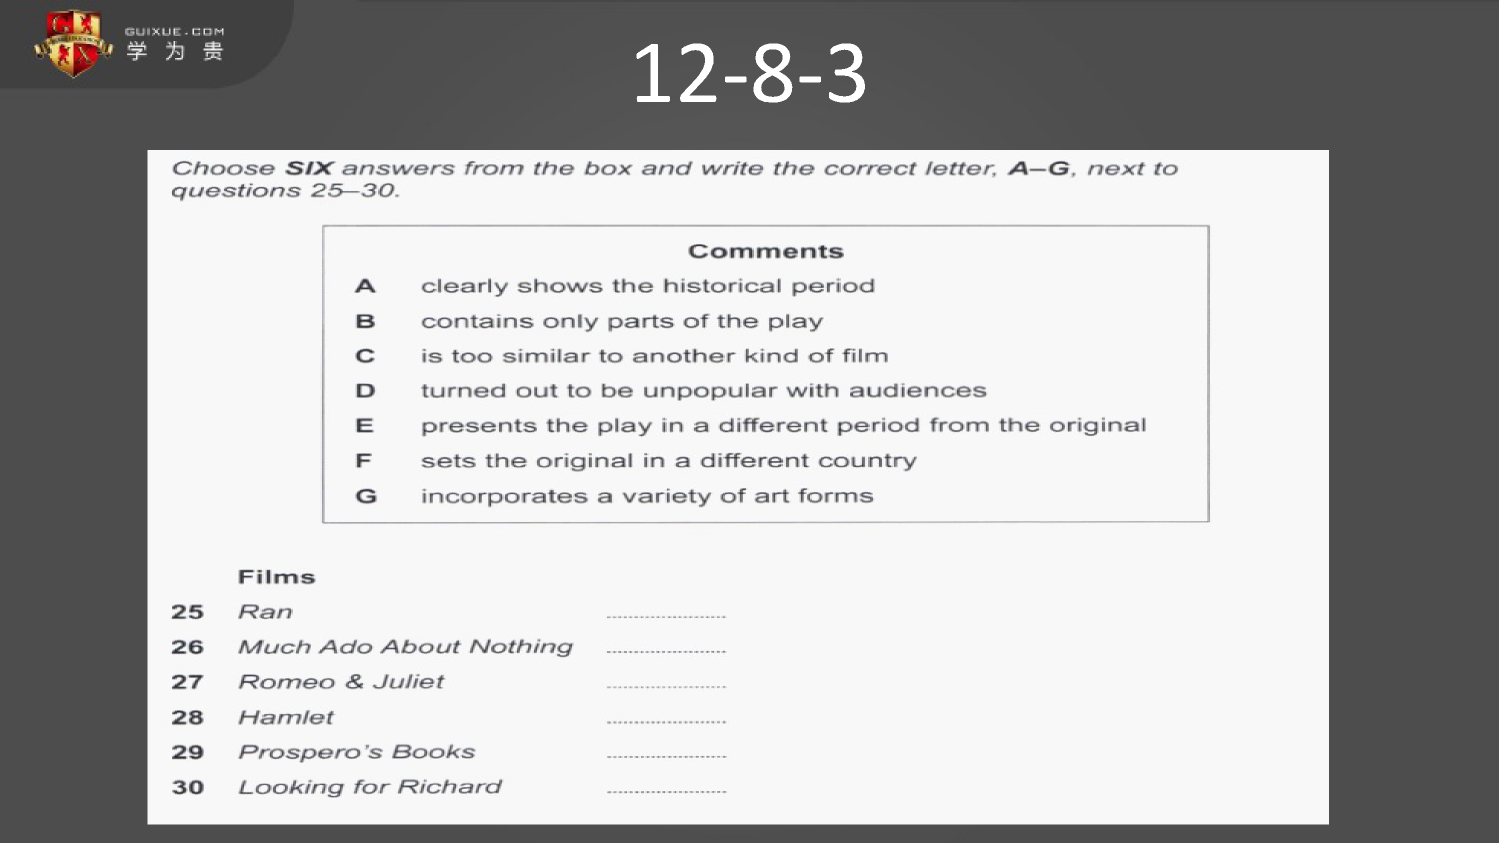 GUIXUE.COM
学为贵
12-8-3
Choose SIX answers from the box and write the correct letter, A–G, next to
questions 25–30.
Comments
A clearly shows the historical period
B contains only parts of the play
C is too similar to another kind of film
D turned out to be unpopular with audiences
E presents the play in a different period from the original
F sets the original in a different country
G incorporates a variety of art forms
Films
25 Ran ........................
26 Much Ado About Nothing ........................
27 Romeo & Juliet ........................
28 Hamlet ........................
29 Prospero's Books ........................
30 Looking for Richard ........................